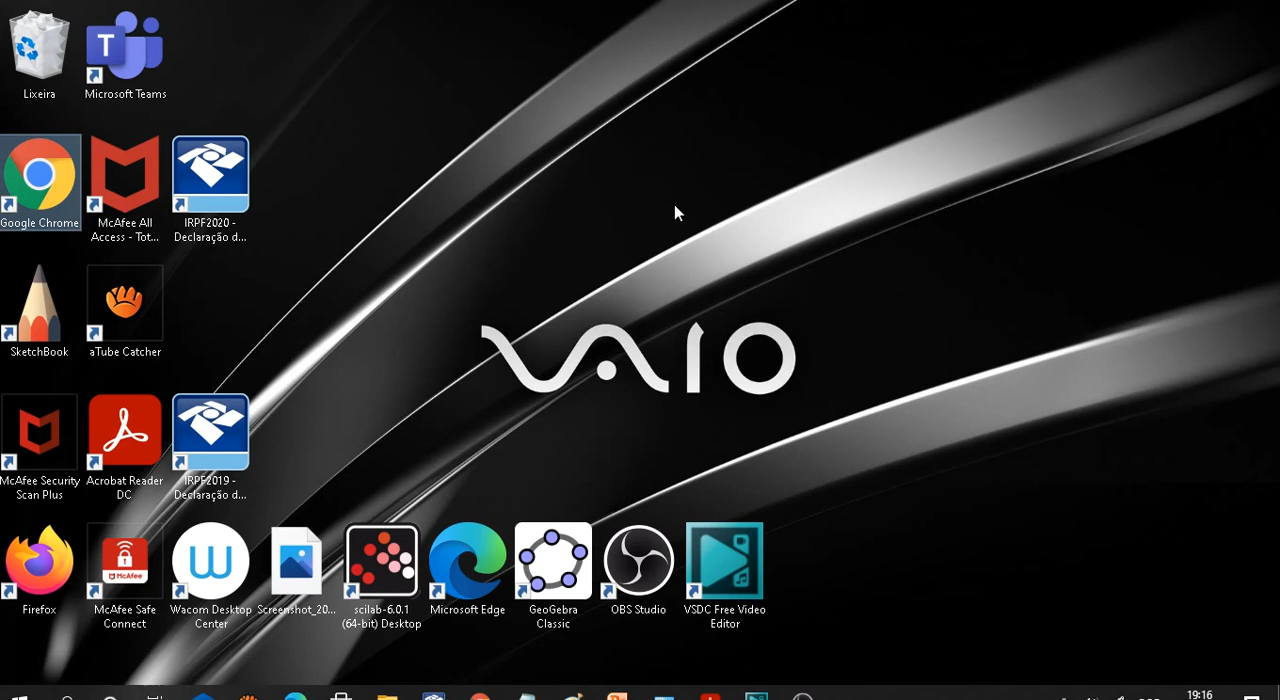 Lixeira
Microsoft Teams
T
Google Chrome
McAfee All
Access - Tot...
IRPF2020 -
Declaração d...
SketchBook
aTube Catcher
VAIO
McAfee Security
Scan Plus
Acrobat Reader
DC
IRPF2019 -
Declaração d...
McAfee
W
Firefox
McAfee Safe
Connect
Wacom Desktop
Center
Screenshot_20...
scilab-6.0.1
(64-bit) Desktop
Microsoft Edge
GeoGebra
Classic
OBS Studio
VSDC Free Video
Editor
19:16